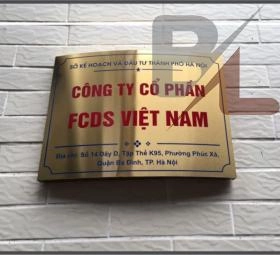 SỞ KẾ HOẠCH VÀ ĐẦU TƯ THÀNH PHỐ HÀ NỘI
CÔNG TY CỔ PHẦN
FCDS VIỆT NAM
Địa chỉ: Số 14 Dãy D, Tập Thể K95, Phường Phúc Xá,
Quận Ba Đình, TP. Hà Nội